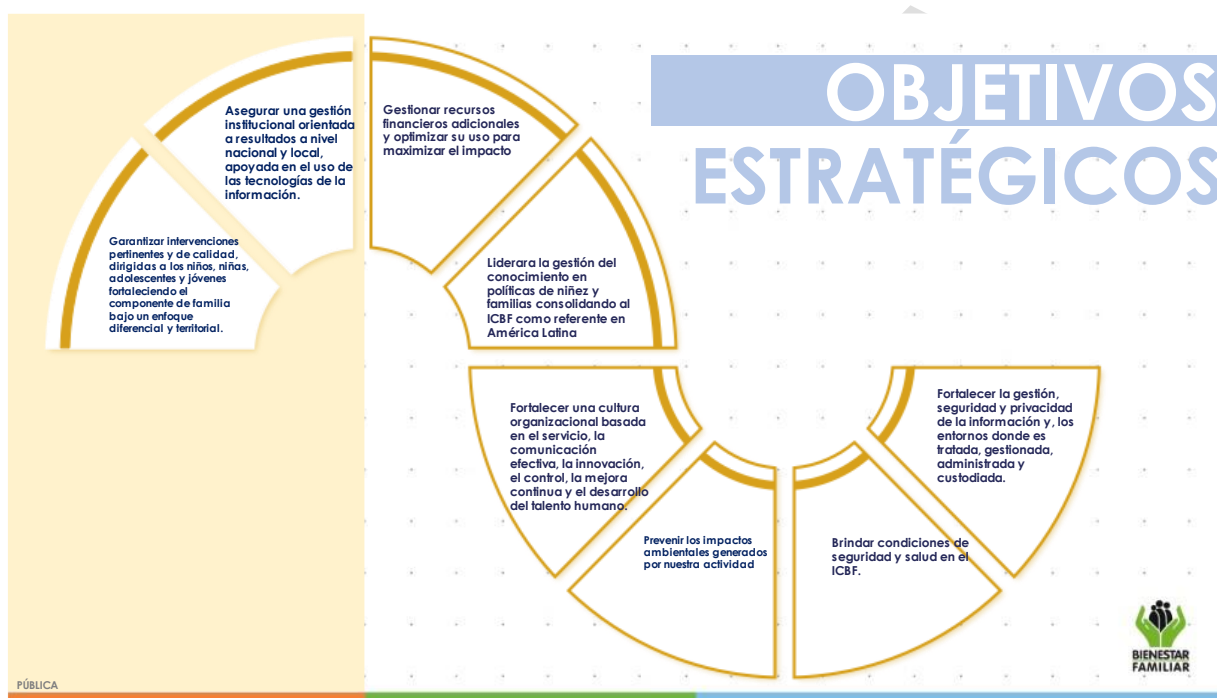 OBJETIVOS
ESTRATÉGICOS
Garantizar intervenciones
pertinentes y de calidad,
dirigidas a los niños, niñas,
adolescentes y jóvenes
fortaleciendo el
componente de familia
bajo un enfoque
diferencial y territorial.
Asegurar una gestión
institucional orientada
a resultados a nivel
nacional y local,
apoyada en el uso de
las tecnologías de la
información.
Gestionar recursos
financieros adicionales
y optimizar su uso para
maximizar el impacto
Liderara la gestión del
conocimiento en
políticas de niñez y
familias consolidando al
ICBF como referente en
América Latina
Fortalecer una cultura
organizacional basada
en el servicio, la
comunicación
efectiva, la innovación,
el control, la mejora
continua y el desarrollo
del talento humano.
Prevenir los impactos
ambientales generados
por nuestra actividad
Brindar condiciones de
seguridad y salud en el
ICBF.
Fortalecer la gestión,
seguridad y privacidad
de la información y, los
entornos donde es
tratada, gestionada,
administrada y
custodiada.
BIENESTAR
FAMILIAR
PÚBLICA